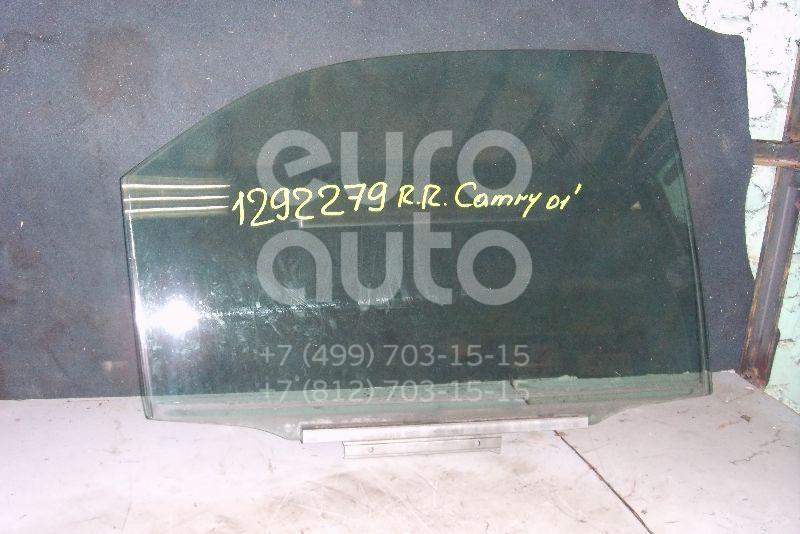 euro
1292279 R.R. Camry 01'
auto
+7 (499) 703-15-15
+7 (812) 703-15-15